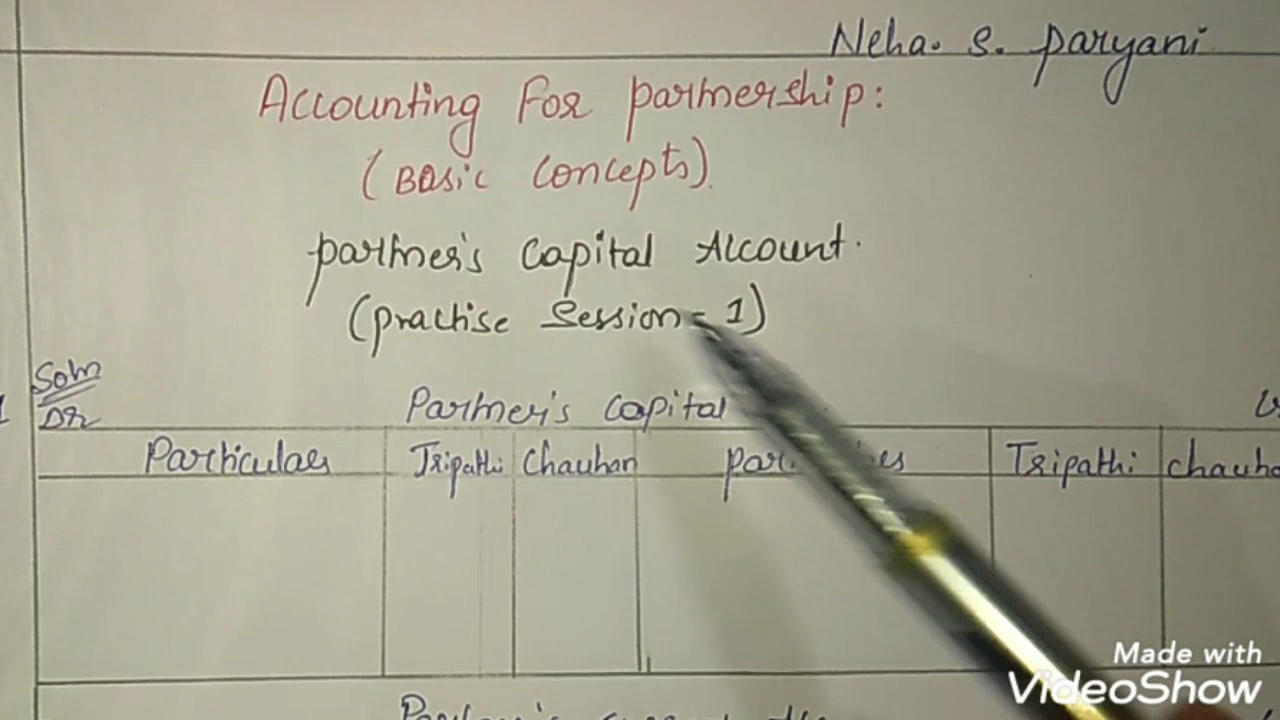 Neha. S. Paryani
Accounting For Partnership:
(Basic Concepts)
Partner's Capital Account.
(Practise Session - 1)
Soln
Dr
Partner's Capital
Particulars Tripathi Chauhan Tripathi
Partner's
Made with
VideoShow